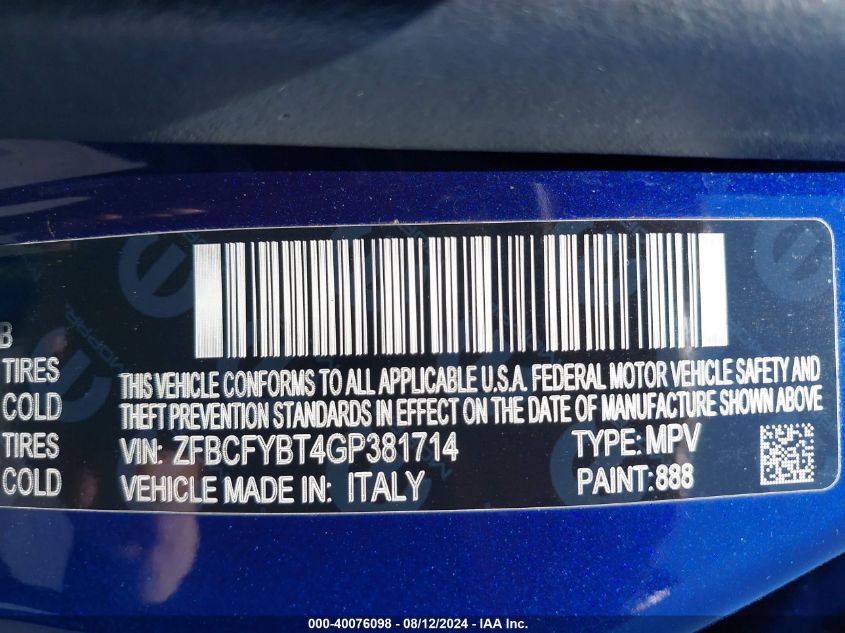 B
TIRES
COLD
TIRES
COLD
THIS VEHICLE CONFORMS TO ALL APPLICABLE U.S.A. FEDERAL MOTOR VEHICLE SAFETY AND
THEFT PREVENTION STANDARDS IN EFFECT ON THE DATE OF MANUFACTURE SHOWN ABOVE
VIN: ZFBCFYBT4GP381714 TYPE: MPV
VEHICLE MADE IN: ITALY PAINT:888
MOPAR
000-40076098 - 08/12/2024 - IAA Inc.